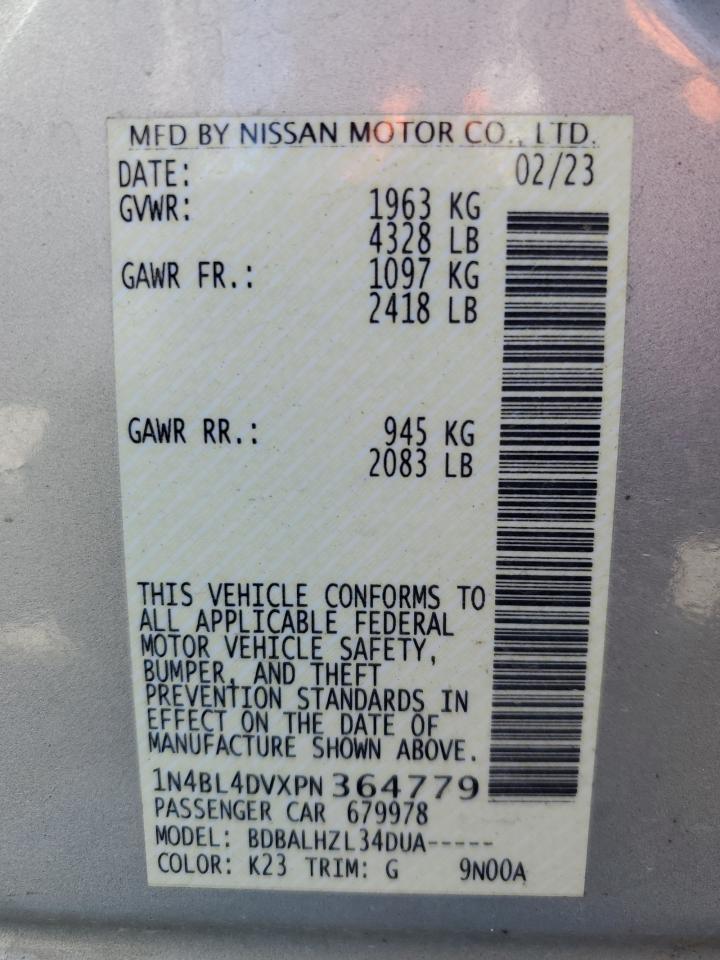 MFD BY NISSAN MOTOR CO., LTD.
DATE: 02/23
GVWR: 1963 KG
4328 LB
GAWR FR.: 1097 KG
2418 LB
GAWR RR.: 945 KG
2083 LB
THIS VEHICLE CONFORMS TO
ALL APPLICABLE FEDERAL
MOTOR VEHICLE SAFETY,
BUMPER, AND THEFT
PREVENTION STANDARDS IN
EFFECT ON THE DATE OF
MANUFACTURE SHOWN ABOVE.
1N4BL4DVXPN 364779
PASSENGER CAR 679978
MODEL: BDBALHZL34DUA-----
COLOR: K23 TRIM: G 9N00A